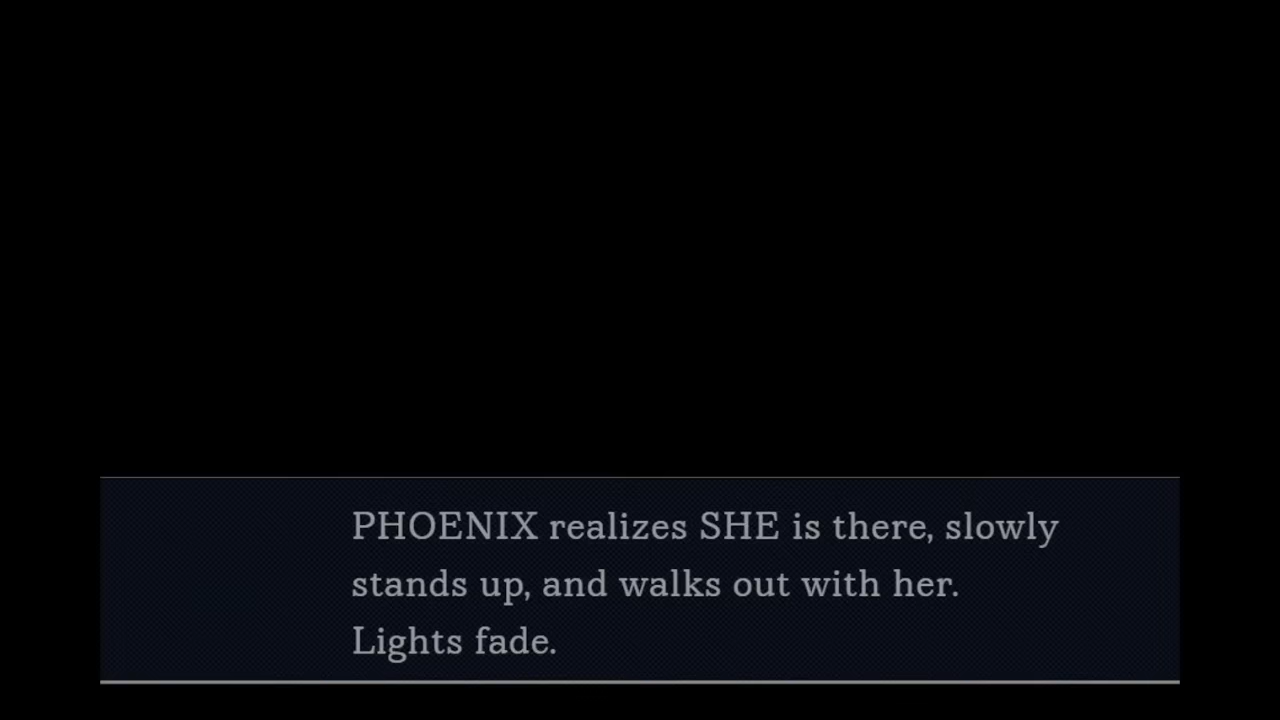 PHOENIX realizes SHE is there, slowly
stands up, and walks out with her.
Lights fade.